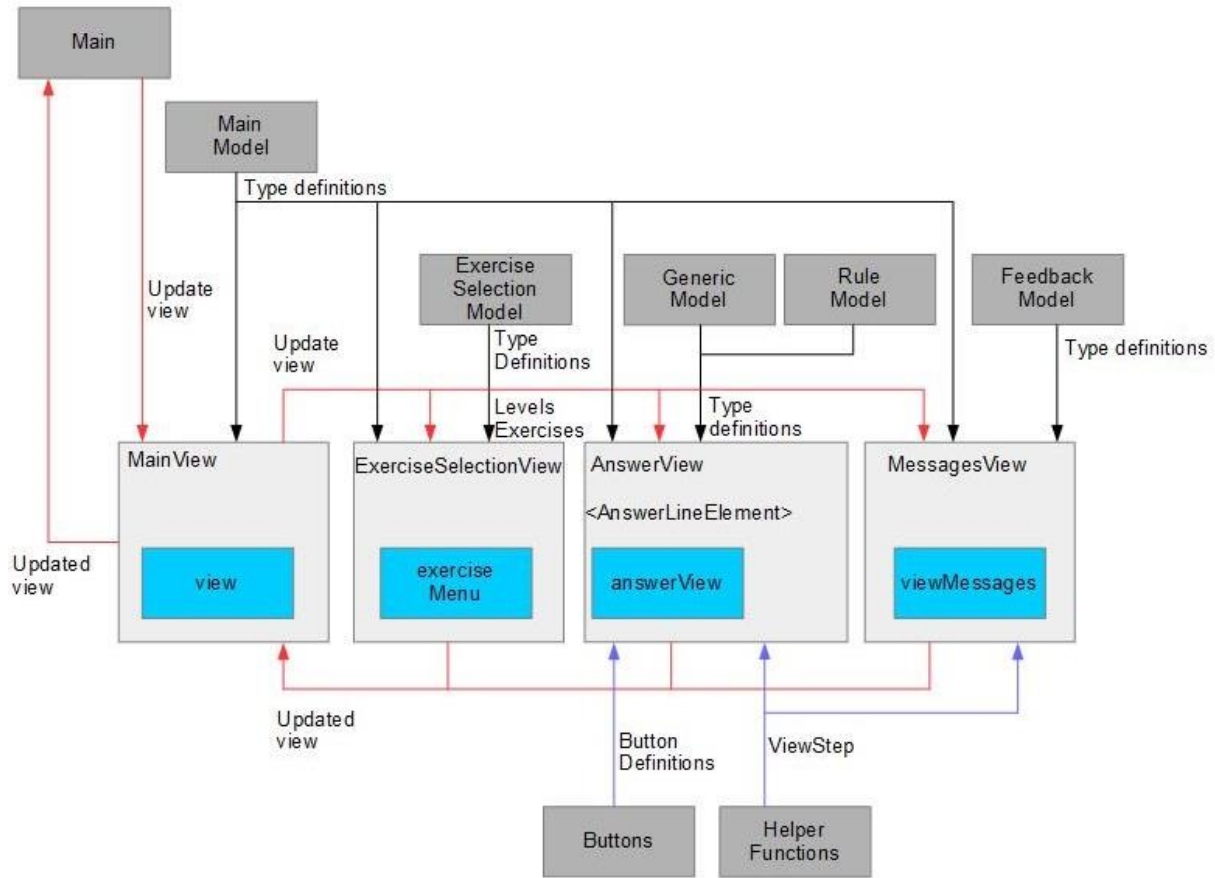 Main
Main
Model
Type definitions
Exercise
Selection
Model
Generic
Model
Rule
Model
Feedback
Model
Update
view
Update
view
Type
Definitions
Type definitions
Levels
Exercises
Type
definitions
MainView
ExerciseSelectionView
AnswerView
MessagesView
<AnswerLineElement>
Updated
view
view
exercise
Menu
answerView
viewMessages
Updated
view
Button
Definitions
ViewStep
Buttons
Helper
Functions